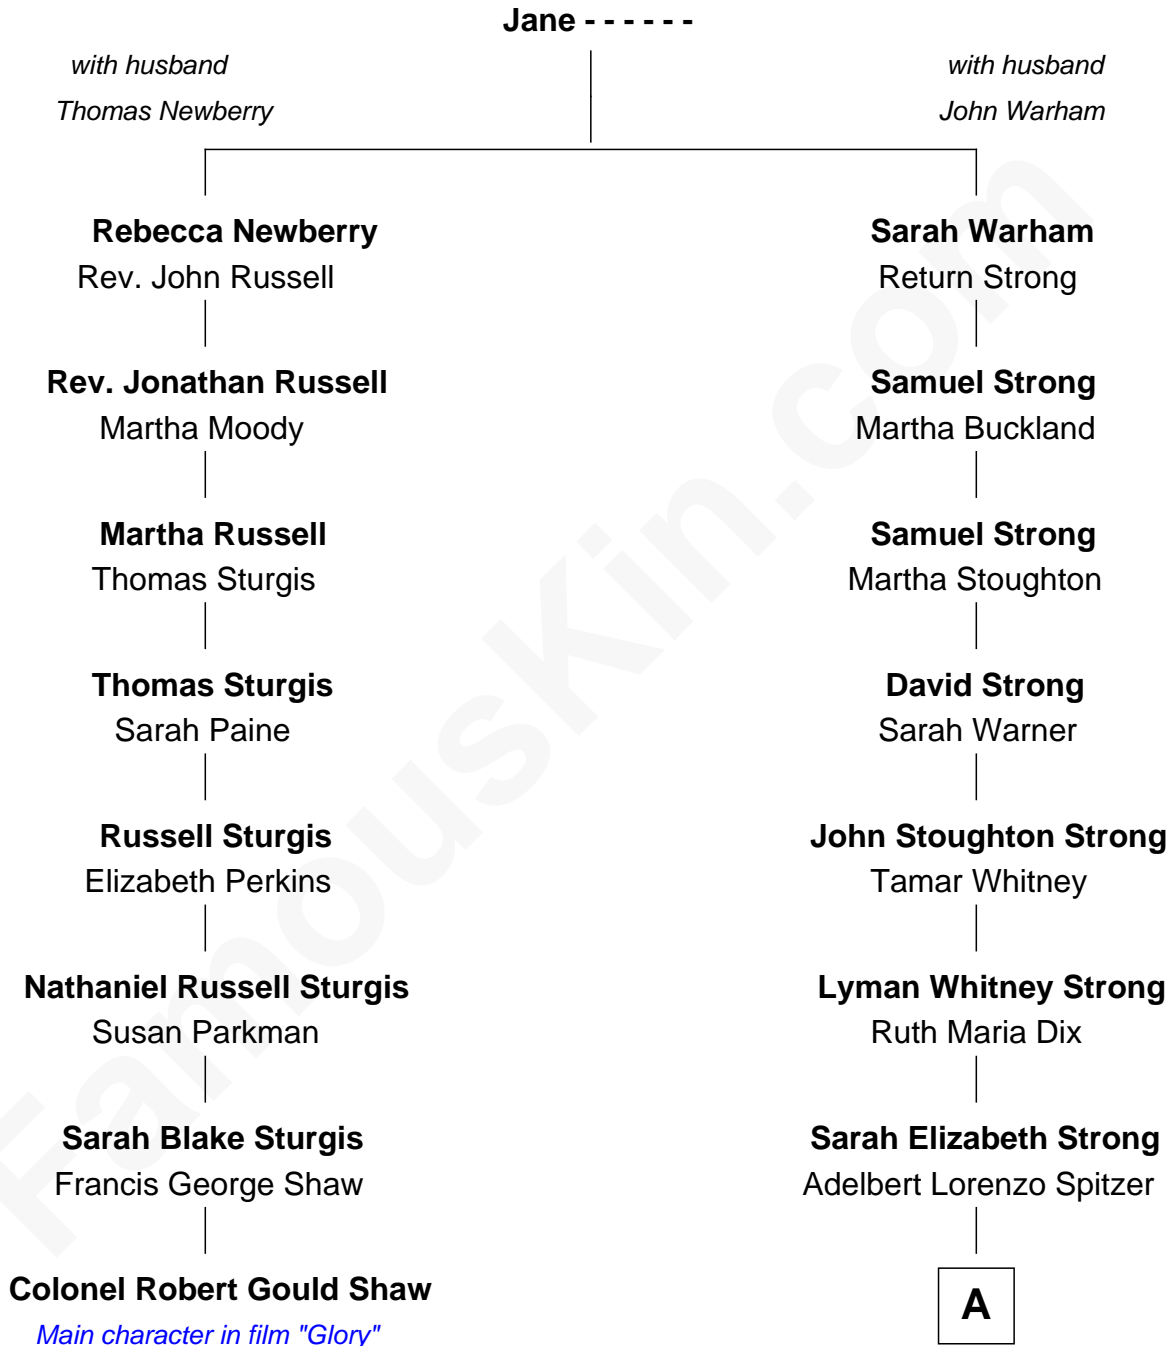 Jane - - - - - -
with husband
Thomas Newberry
with husband
John Warham
Rebecca Newberry
Rev. John Russell
Sarah Warham
Return Strong
Rev. Jonathan Russell
Martha Moody
Samuel Strong
Martha Buckland
Martha Russell
Thomas Sturgis
Samuel Strong
Martha Stoughton
Thomas Sturgis
Sarah Paine
David Strong
Sarah Warner
Russell Sturgis
Elizabeth Perkins
John Stoughton Strong
Tamar Whitney
Nathaniel Russell Sturgis
Susan Parkman
Lyman Whitney Strong
Ruth Maria Dix
Sarah Blake Sturgis
Francis George Shaw
Sarah Elizabeth Strong
Adelbert Lorenzo Spitzer
Colonel Robert Gould Shaw
Main character in film "Glory"
A
FamousKin.com